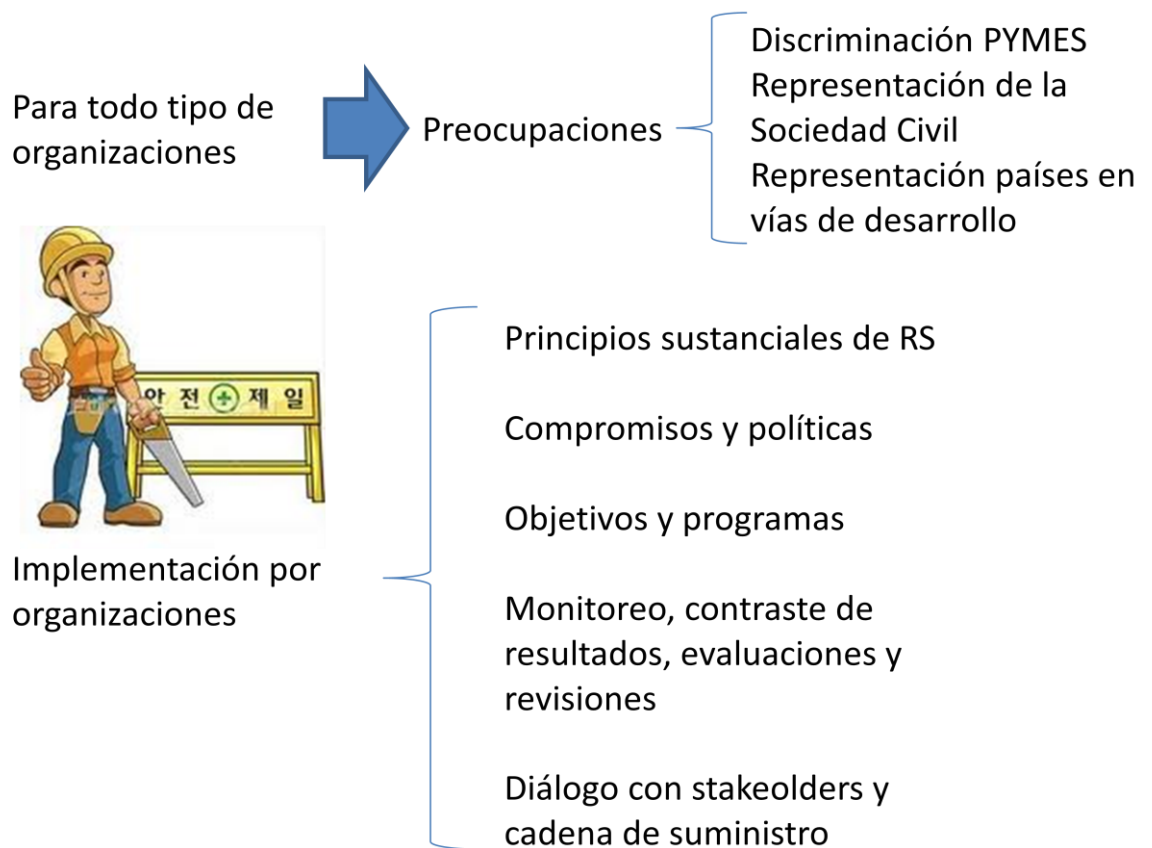 Para todo tipo de
organizaciones
Preocupaciones
Discriminación PYMES
Representación de la
Sociedad Civil
Representación países en
vías de desarrollo
안전 제일
Implementación por
organizaciones
Principios sustanciales de RS
Compromisos y políticas
Objetivos y programas
Monitoreo, contraste de
resultados, evaluaciones y
revisiones
Diálogo con stakeolders y
cadena de suministro